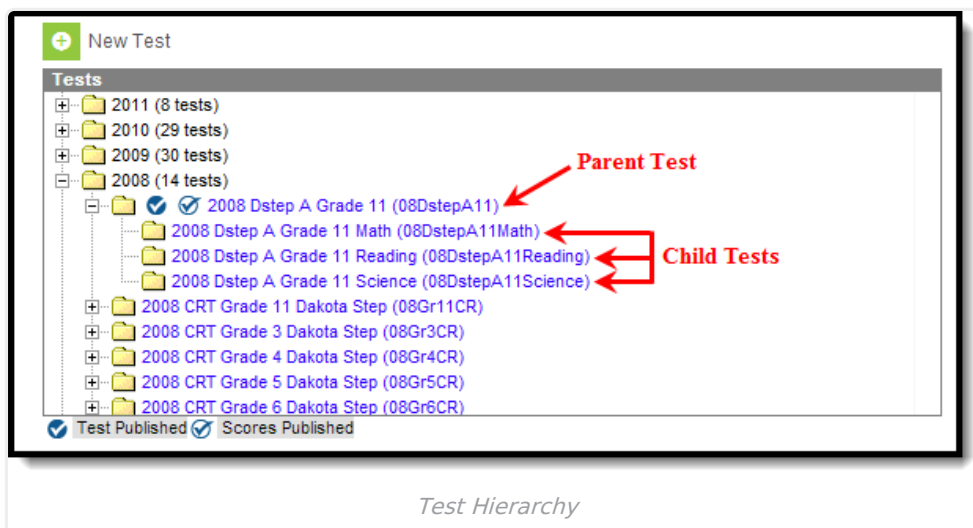 New Test
Tests
2011 (8 tests)
2010 (29 tests)
2009 (30 tests)
Parent Test
2008 (14 tests)
2008 Dstep A Grade 11 (08DstepA11)
2008 Dstep A Grade 11 Math (08DstepA11Math)
2008 Dstep A Grade 11 Reading (08DstepA11Reading) Child Tests
2008 Dstep A Grade 11 Science (08DstepA11Science)
2008 CRT Grade 11 Dakota Step (08Gr11CR)
2008 CRT Grade 3 Dakota Step (08Gr3CR)
2008 CRT Grade 4 Dakota Step (08Gr4CR)
2008 CRT Grade 5 Dakota Step (08Gr5CR)
2008 CRT Grade 6 Dakota Step (08Gr6CR)
Test Published Scores Published
Test Hierarchy